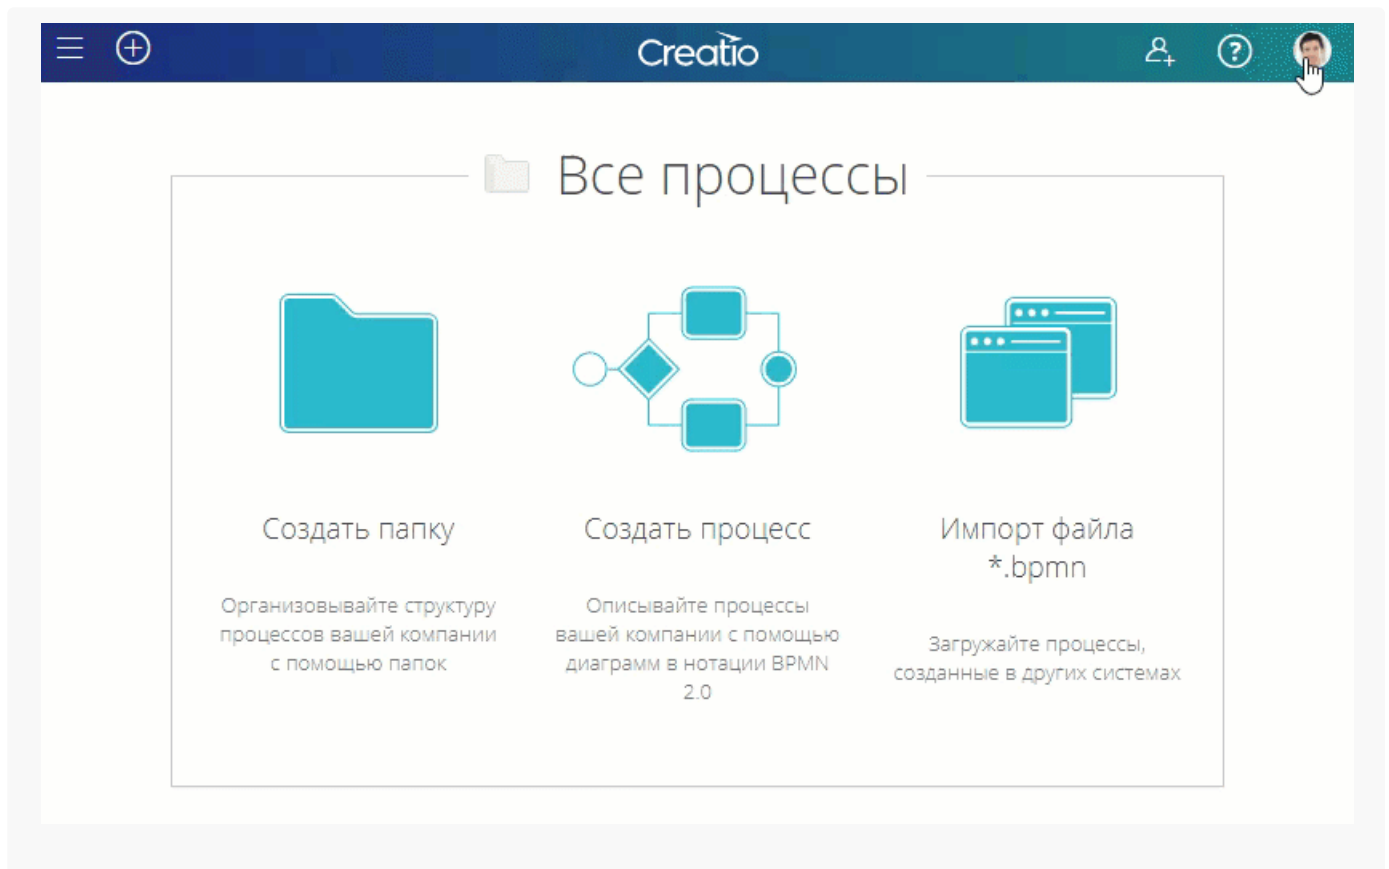 Creatio
Все процессы
Создать папку
Организовывайте структуру
процессов вашей компании
с помощью папок
Создать процесс
Описывайте процессы
вашей компании с помощью
диаграмм в нотации BPMN
2.0
Импорт файла
*.bpmn
Загружайте процессы,
созданные в других системах